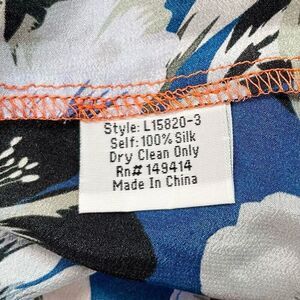 Style: L15820-3
Self: 100% Silk
Dry Clean Only
Rn# 149414
Made In China